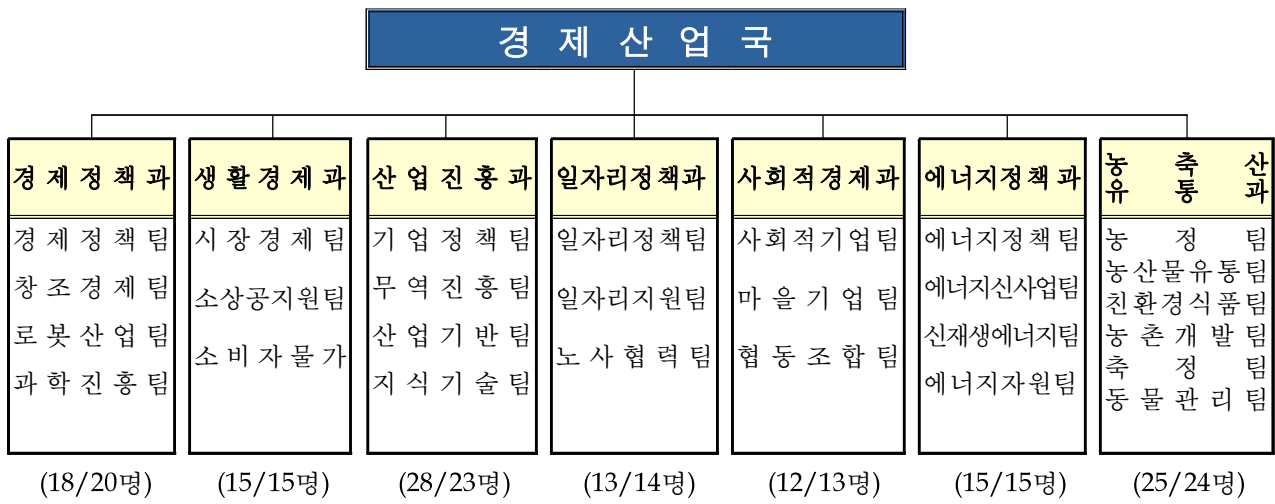 경제산업국
경제정책과
경제정책팀
창조경제팀
로봇산업팀
과학진흥팀
(18/20명)
생활경제과
시장경제팀
소상공지원팀
소비자물가
(15/15명)
산업진흥과
기업정책팀
무역진흥팀
산업기반팀
지식기술팀
(28/23명)
일자리정책과
일자리정책팀
일자리지원팀
노사협력팀
(13/14명)
사회적경제과
사회적기업팀
마을기업팀
협동조합팀
(12/13명)
에너지정책과
에너지정책팀
에너지신사업팀
신재생에너지팀
에너지자원팀
(15/15명)
농축산
유통과
농정팀
농산물유통팀
친환경식품팀
농촌개발팀
축정팀
동물관리팀
(25/24명)